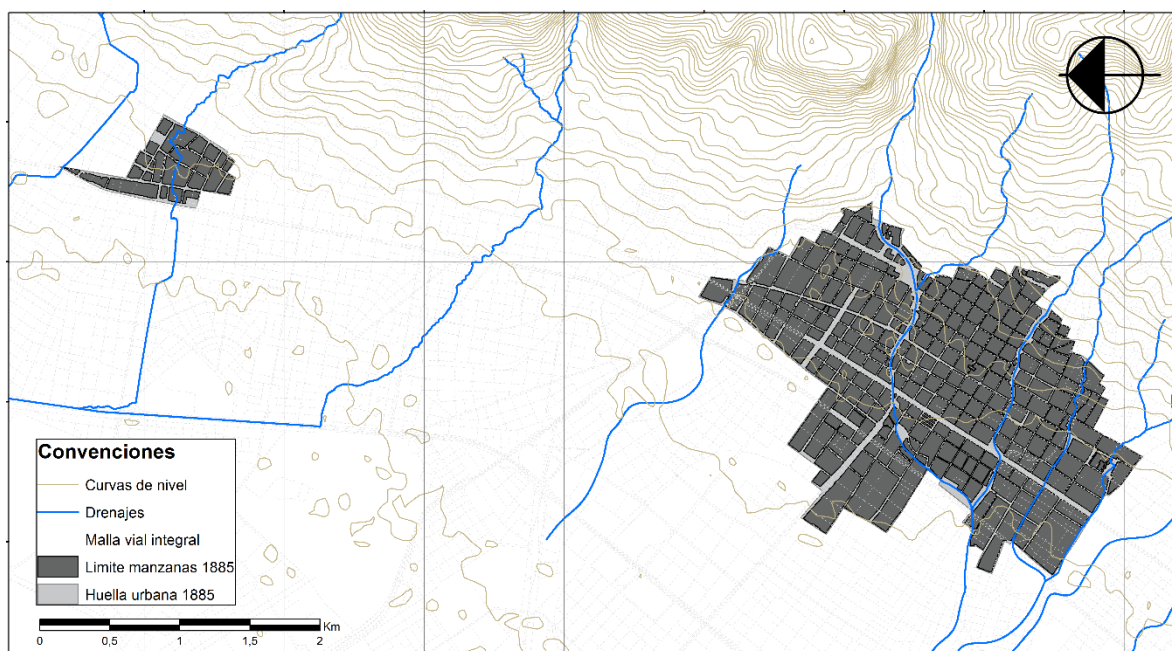 Convenciones
Curvas de nivel
Drenajes
Malla vial integral
Limite manzanas 1885
Huella urbana 1885
Km
0 0,5 1 1,5 2